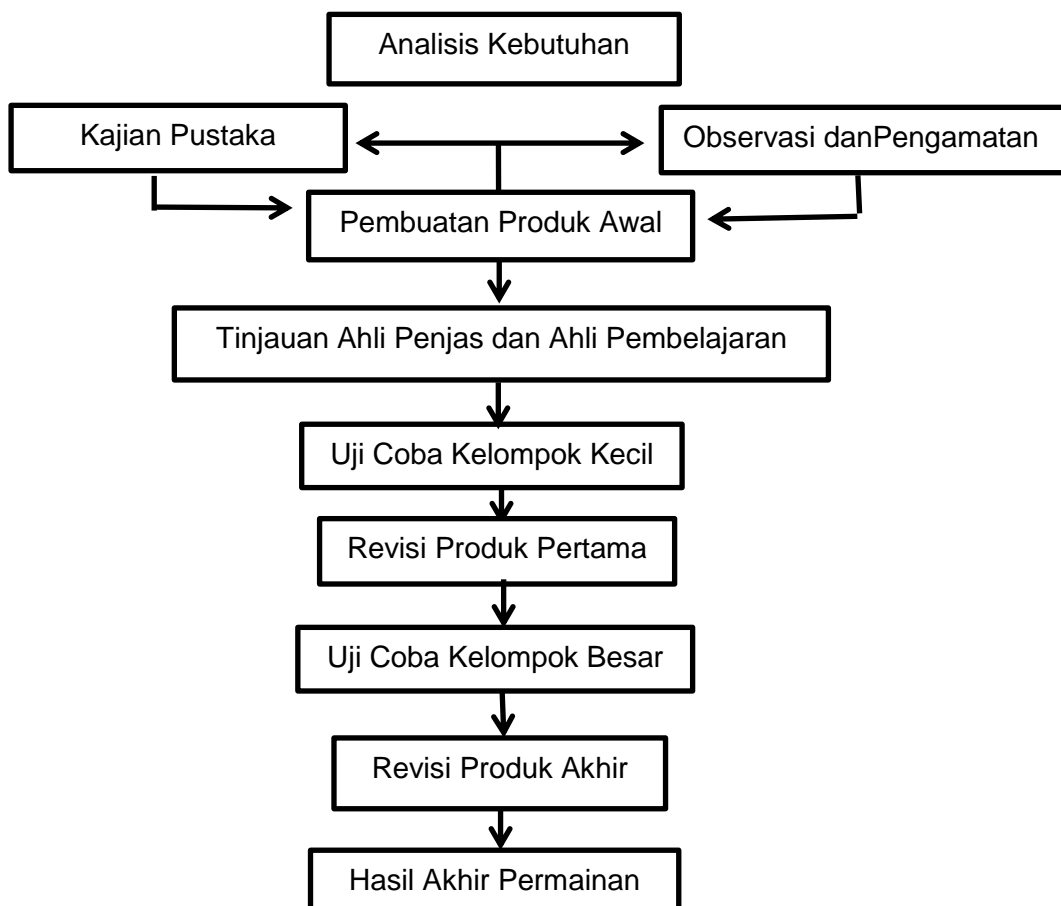 Analisis Kebutuhan
Kajian Pustaka
Observasi danPengamatan
Pembuatan Produk Awal
Tinjauan Ahli Penjas dan Ahli Pembelajaran
Uji Coba Kelompok Kecil
Revisi Produk Pertama
Uji Coba Kelompok Besar
Revisi Produk Akhir
Hasil Akhir Permainan